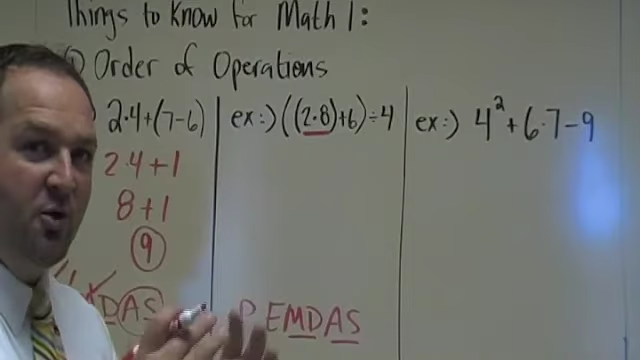 Things to Know for Math 1:
① Order of Operations
2·4+(7-6)
2·4+1
8+1
9
DAS
ex:) ((2·8)+6)÷4
PEMDAS
ex:) 4²+6·7-9